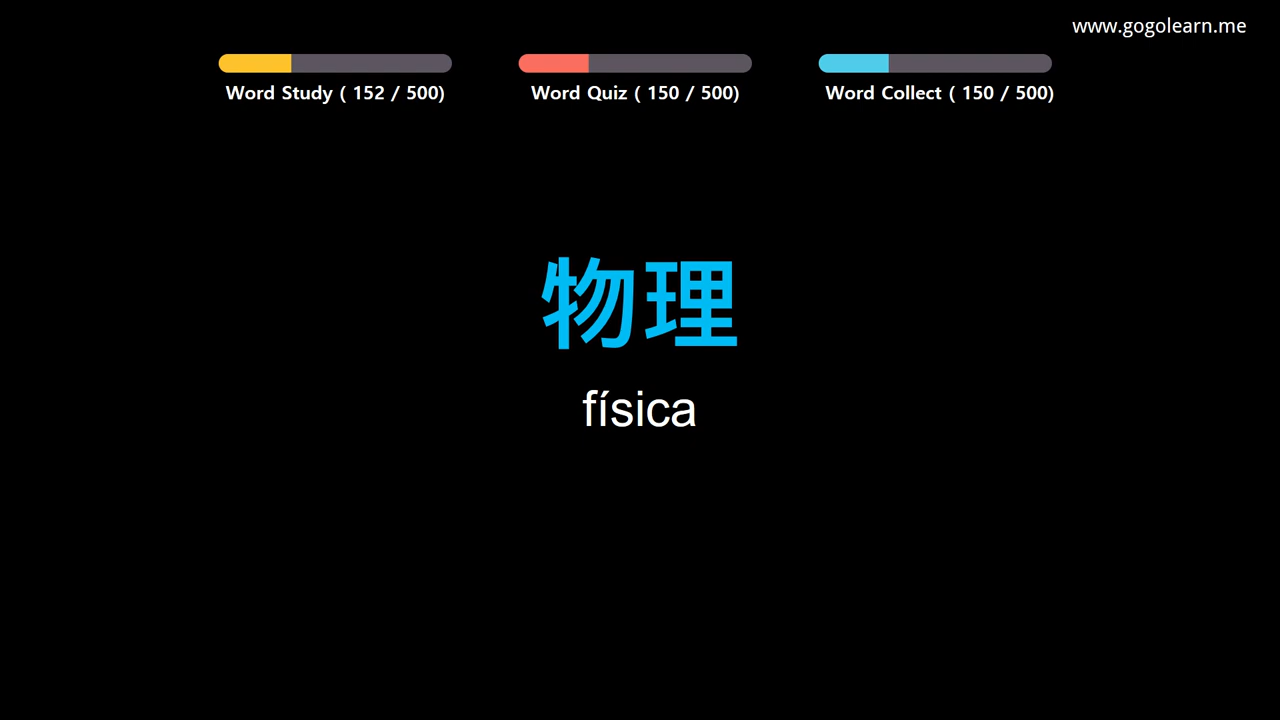 www.gogolearn.me
Word Study ( 152 / 500)
Word Quiz ( 150 / 500)
Word Collect ( 150 / 500)
物理
física